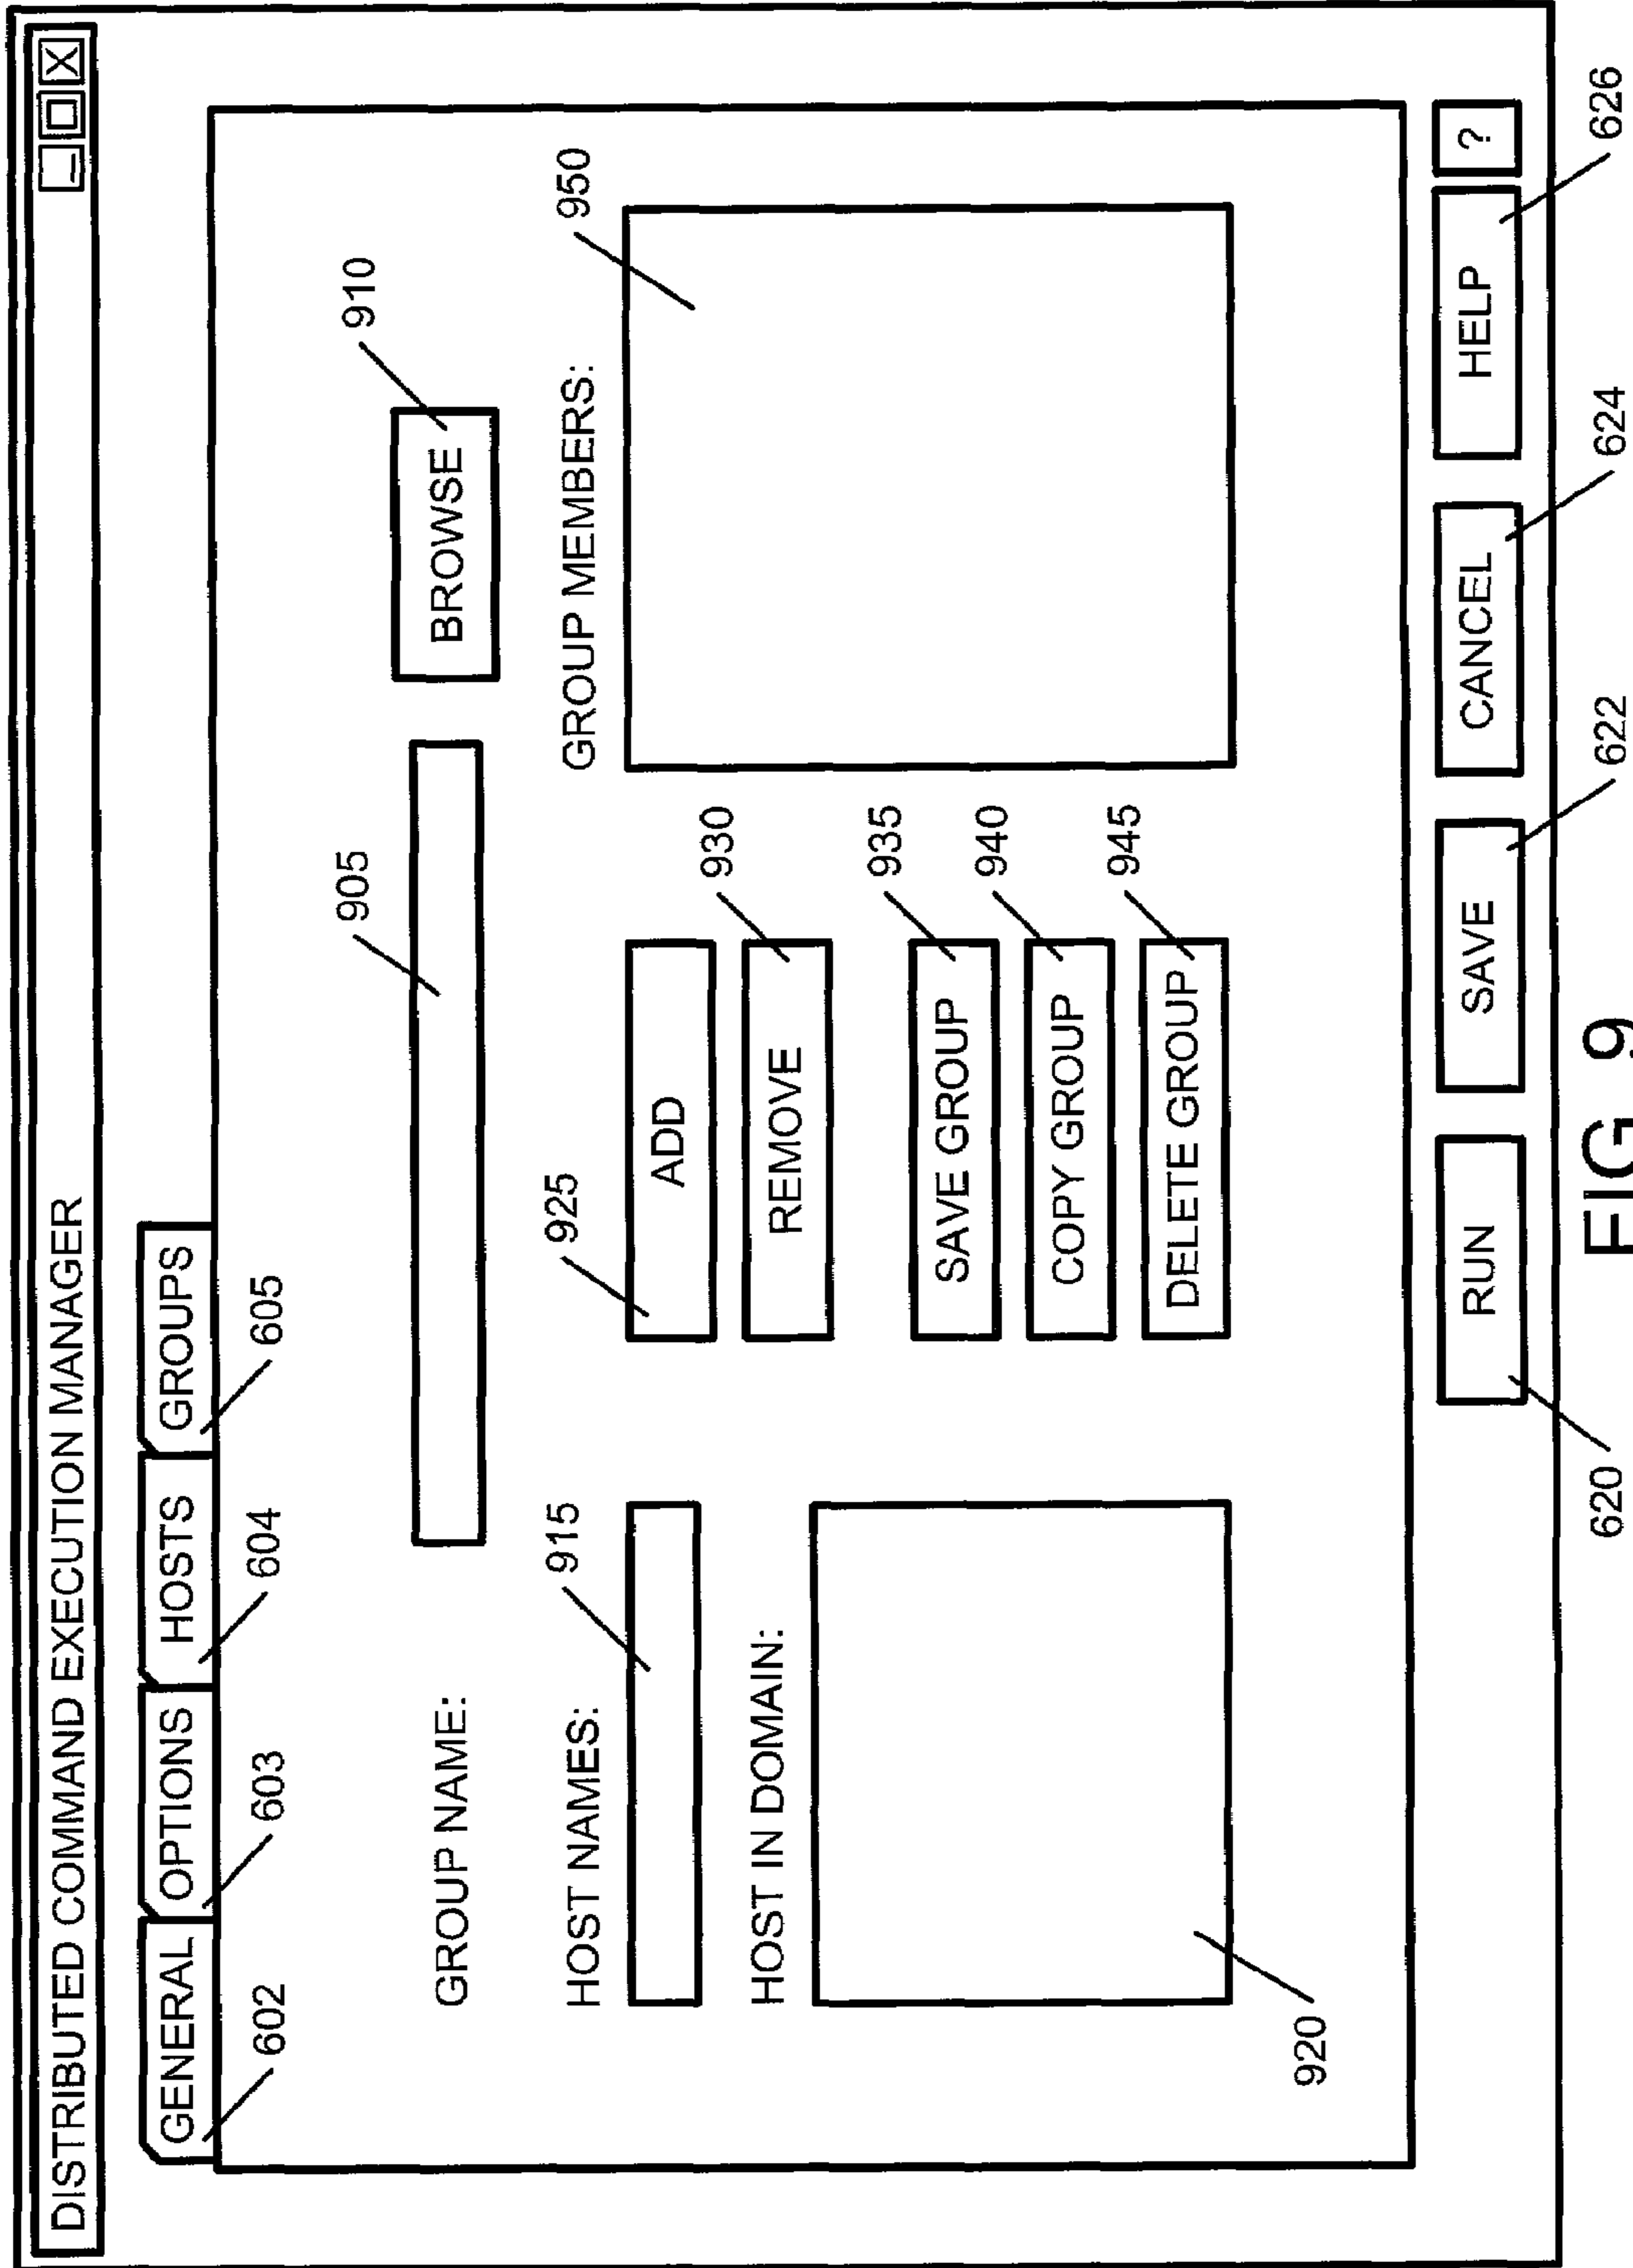 DISTRIBUTED COMMAND EXECUTION MANAGER
_ X
GENERAL OPTIONS HOSTS GROUPS
602 603 604 605
905 910
GROUP NAME: BROWSE
915 925 950
HOST NAMES: GROUP MEMBERS:
ADD
930
REMOVE
HOST IN DOMAIN:
935
SAVE GROUP
940
COPY GROUP
945
DELETE GROUP
920
RUN SAVE CANCEL HELP ?
620 622 624 626
FIG. 9